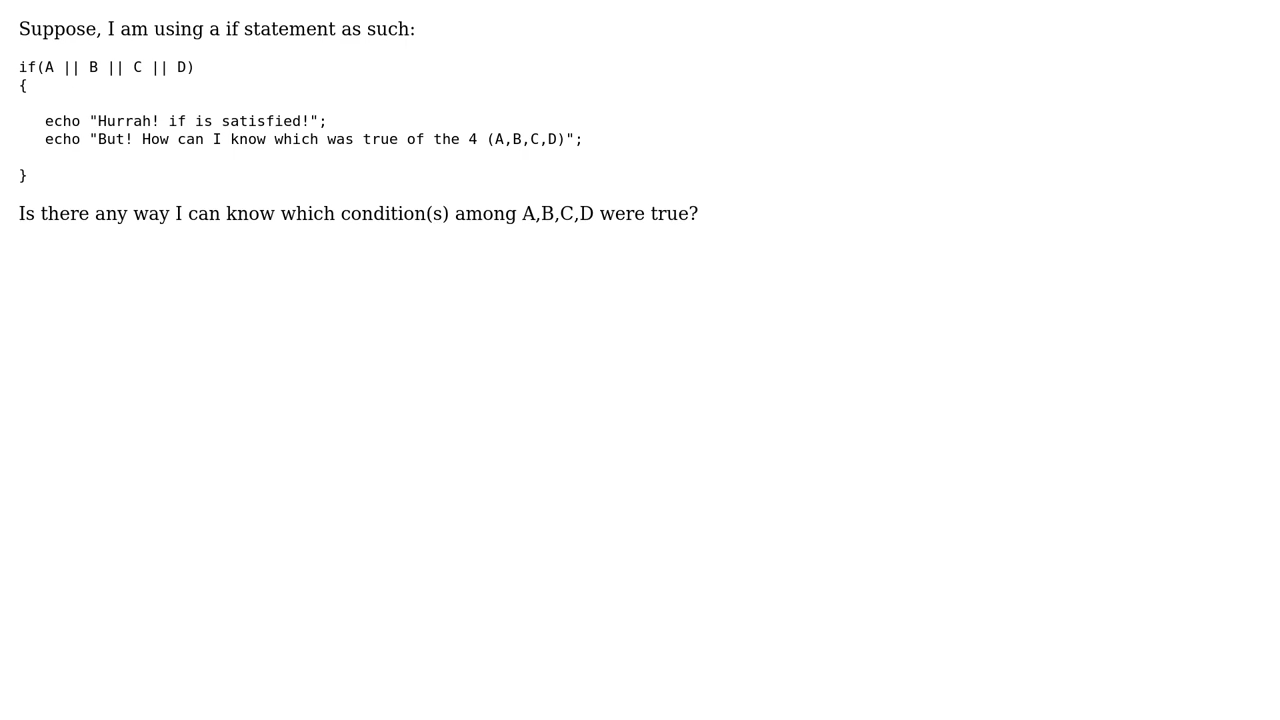 Suppose, I am using a if statement as such:
if(A || B || C || D)
{
echo "Hurrah! if is satisfied!";
echo "But! How can I know which was true of the 4 (A,B,C,D)";
}
Is there any way I can know which condition(s) among A,B,C,D were true?